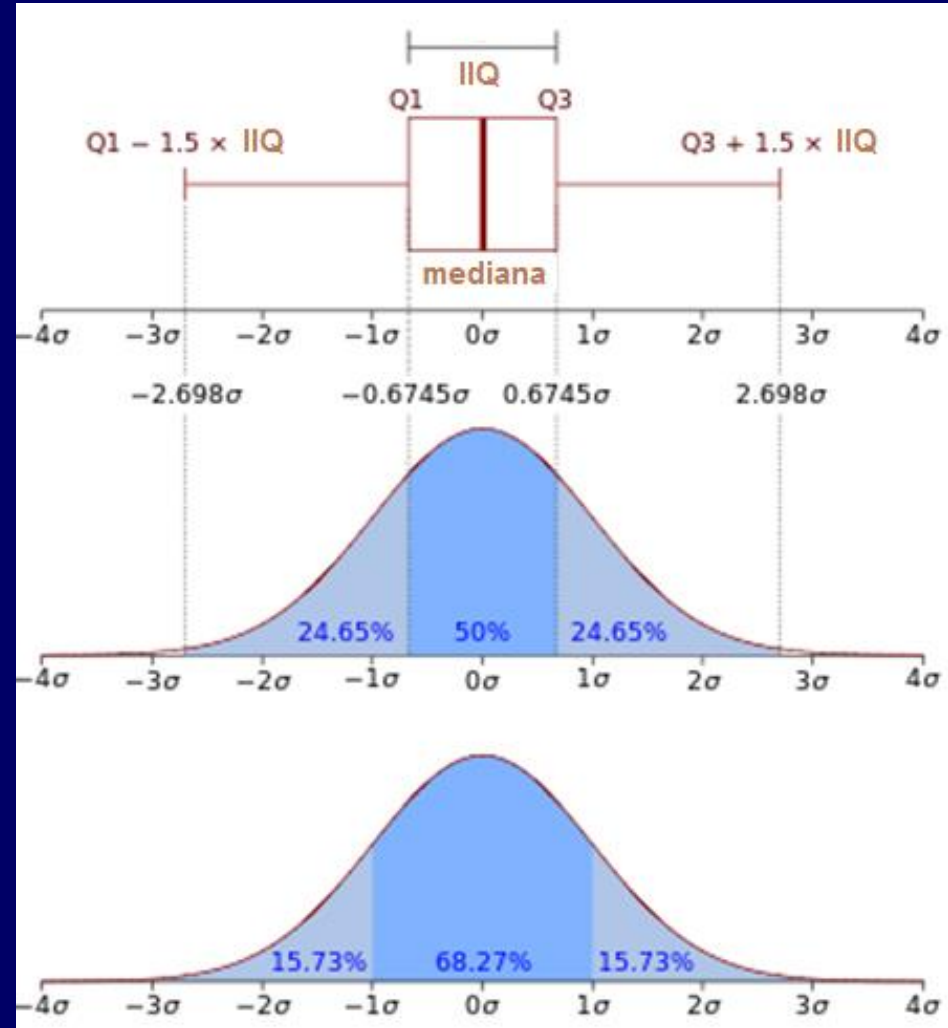 IIQ
Q1 Q3
Q1 − 1.5 × IIQ Q3 + 1.5 × IIQ
mediana
−4σ −3σ −2σ −1σ 0σ 1σ 2σ 3σ 4σ
−2.698σ −0.6745σ 0.6745σ 2.698σ
24.65% 50% 24.65%
−4σ −3σ −2σ −1σ 0σ 1σ 2σ 3σ 4σ
15.73% 68.27% 15.73%
−4σ −3σ −2σ −1σ 0σ 1σ 2σ 3σ 4σ